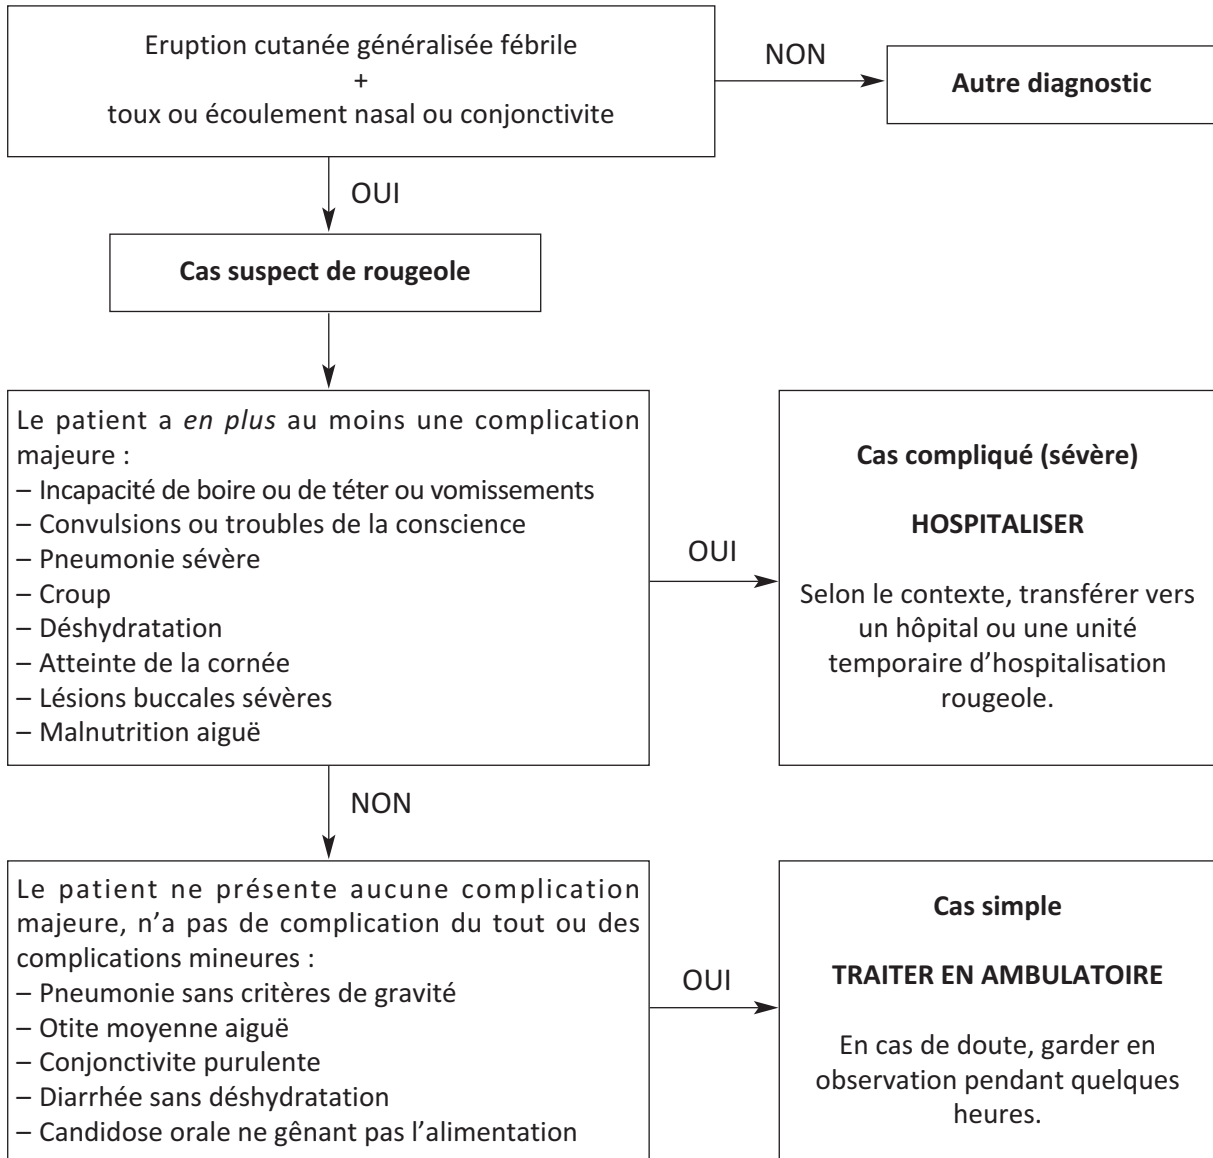 Eruption cutanée généralisée fébrile
+
toux ou écoulement nasal ou conjonctivite
NON
Autre diagnostic
OUI
Cas suspect de rougeole
Le patient a en plus au moins une complication
majeure :
– Incapacité de boire ou de téter ou vomissements
– Convulsions ou troubles de la conscience
– Pneumonie sévère
– Croup
– Déshydratation
– Atteinte de la cornée
– Lésions buccales sévères
– Malnutrition aiguë
OUI
Cas compliqué (sévère)
HOSPITALISER
Selon le contexte, transférer vers
un hôpital ou une unité
temporaire d’hospitalisation
rougeole.
NON
Le patient ne présente aucune complication
majeure, n’a pas de complication du tout ou des
complications mineures :
– Pneumonie sans critères de gravité
– Otite moyenne aiguë
– Conjonctivite purulente
– Diarrhée sans déshydratation
– Candidose orale ne gênant pas l’alimentation
OUI
Cas simple
TRAITER EN AMBULATOIRE
En cas de doute, garder en
observation pendant quelques
heures.